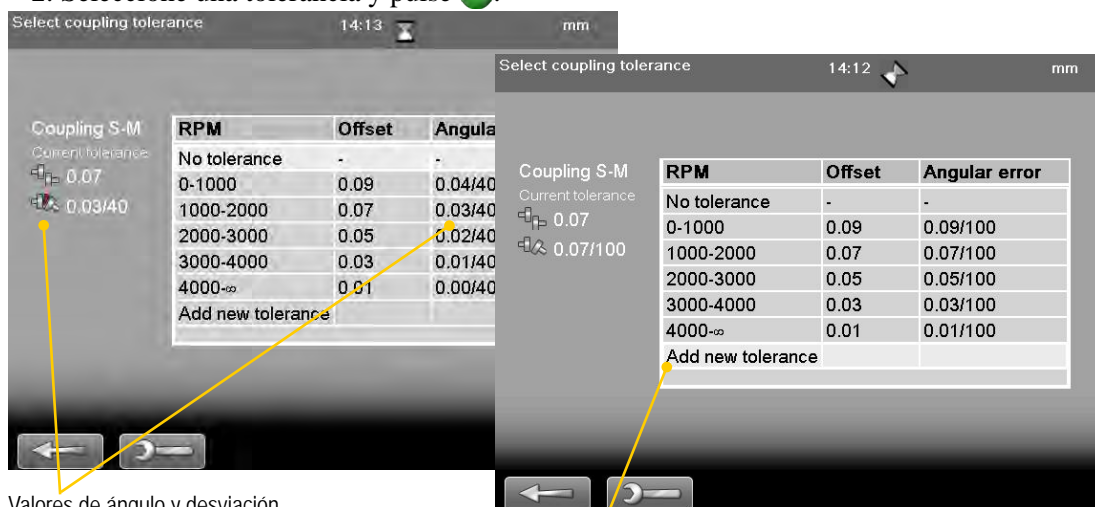 2. Seleccione una tolerancia y pulse
Select coupling tolerance 14:13 mm
Coupling S-M
Current tolerance
0.07
0.03/40
RPM Offset Angula
No tolerance - -
0-1000 0.09 0.04/40
1000-2000 0.07 0.03/40
2000-3000 0.05 0.02/40
3000-4000 0.03 0.01/40
4000-∞ 0.01 0.00/40
Add new tolerance
Valores de ángulo y desviación
Select coupling tolerance 14:12 mm
Coupling S-M
Current tolerance
0.07
0.07/100
RPM Offset Angular error
No tolerance - -
0-1000 0.09 0.09/100
1000-2000 0.07 0.07/100
2000-3000 0.05 0.05/100
3000-4000 0.03 0.03/100
4000-∞ 0.01 0.01/100
Add new tolerance